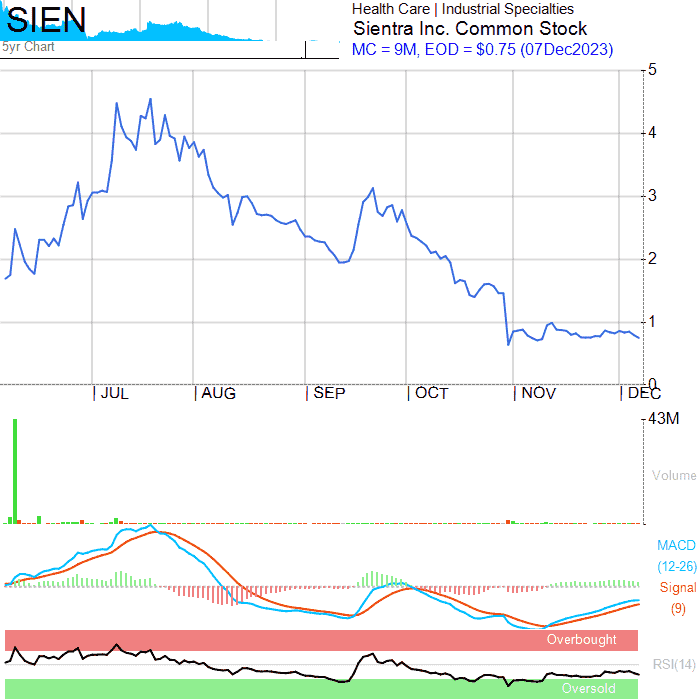 SIEN
5yr Chart
Health Care | Industrial Specialties
Sientra Inc. Common Stock
MC = 9M, EOD = $0.75 (07Dec2023)
5
4
3
2
1
0
JUL AUG SEP OCT NOV DEC
43M
Volume
MACD
(12-26)
Signal
(9)
Overbought
RSI(14)
Oversold